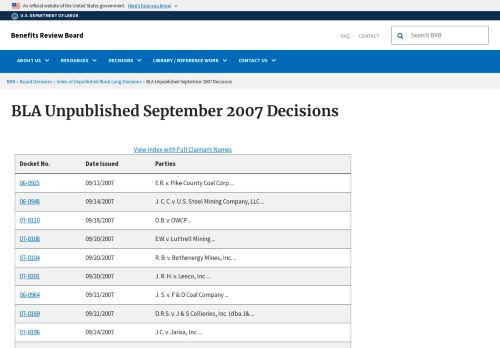 An official website of the United States government. Here's how you know
U.S. DEPARTMENT OF LABOR
Benefits Review Board
FAQ CONTACT
Search BRB
ABOUT US RESOURCES DECISIONS LIBRARY / REFERENCE WORK CONTACT US
BRB » Board Decisions » Index of Unpublished Black Lung Decisions » BLA Unpublished September 2007 Decisions
BLA Unpublished September 2007 Decisions
View Index with Full Claimant Names
Docket No. Date Issued Parties
06-0925 09/12/2007 E.R. v. Pike County Coal Corp. ..
06-0948 09/14/2007 J. C. C. v. U.S. Steel Mining Company, LLC ..
07-0110 09/18/2007 O.B. v. OWCP ..
07-0108 09/20/2007 E.W. v. Luttrell Mining ..
07-0104 09/20/2007 R. B. v. Bethenergy Mines, Inc. ..
07-0201 09/20/2007 J. R. H. v. Leeco, Inc. ..
06-0964 09/21/2007 J. S. v. F & D Coal Company ..
07-0169 09/21/2007 D.R.S. v. J & S Collieries, Inc. (dba J& ..
07-0196 09/24/2007 J.C. v. Jarisa, Inc. ..